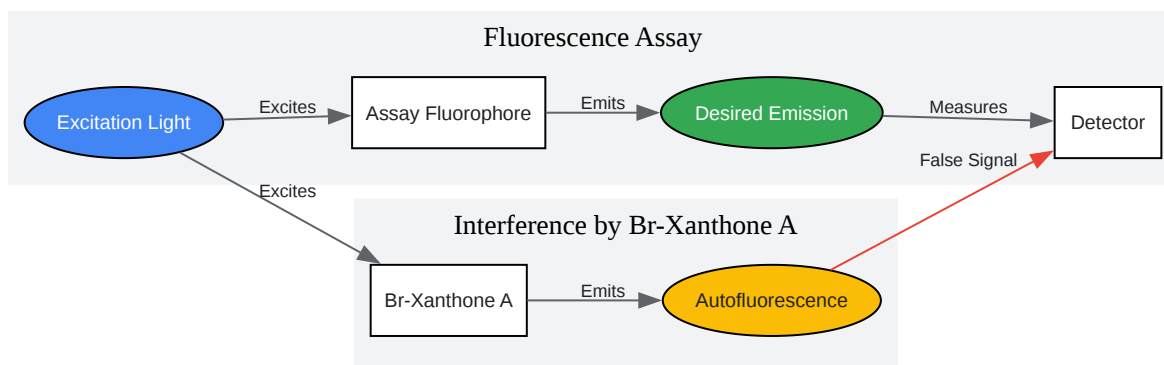 Fluorescence Assay
Excitation Light
Excites
Assay Fluorophore
Emits
Desired Emission
Measures
Detector
False Signal
Excites
Interference by Br-Xanthone A
Br-Xanthone A
Emits
Autofluorescence